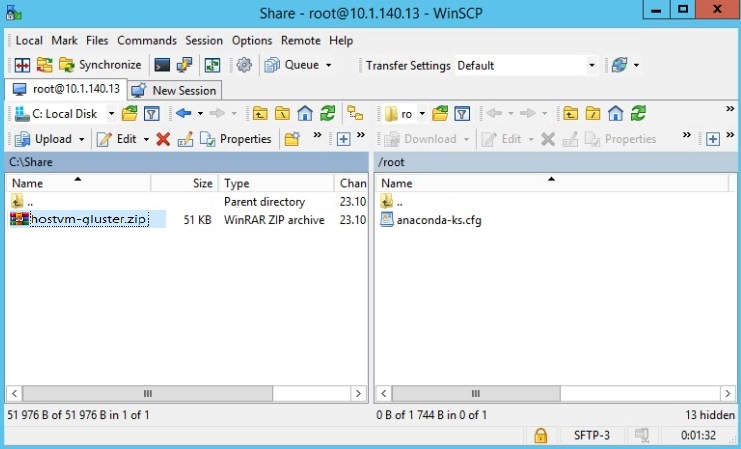 Share - root@10.1.140.13 - WinSCP
Local Mark Files Commands Session Options Remote Help
Synchronize Queue Transfer Settings Default
root@10.1.140.13 New Session
C: Local Disk ro
Upload Edit Properties Download Edit Properties
C:\Share /root
Name Size Type Chan Name
.. Parent directory 23.10 ..
hostvm-gluster.zip 51 KB WinRAR ZIP archive 23.10 anaconda-ks.cfg
51 976 B of 51 976 B in 1 of 1 0 B of 1 744 B in 0 of 1 13 hidden
SFTP-3 0:01:32